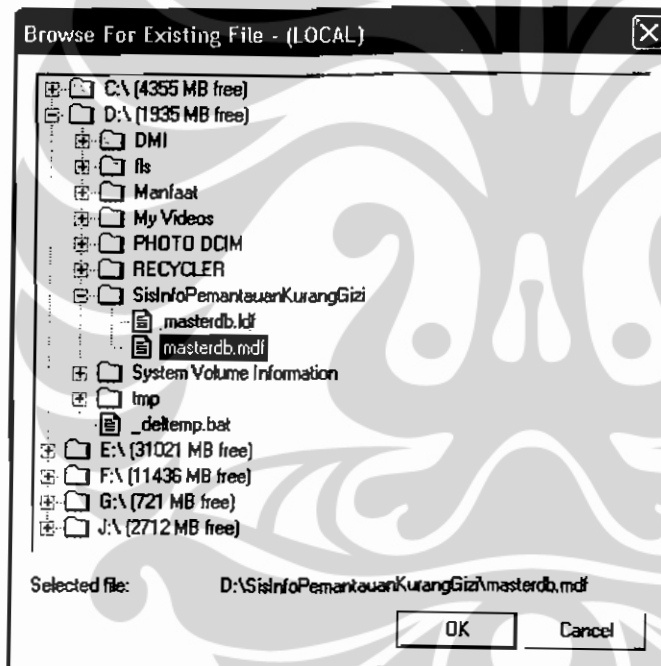 Browse For Existing File - (LOCAL)
C:\ (4355 MB free)
D:\ (1935 MB free)
DMI
fls
Manfaat
My Videos
PHOTO DCIM
RECYCLER
SisInfoPemantauanKurangGizi
masterdb.ldf
masterdb.mdf
System Volume Information
tmp
_deltemp.bat
E:\ (31021 MB free)
F:\ (11436 MB free)
G:\ (721 MB free)
J:\ (2712 MB free)
Selected file: D:\SisInfoPemantauanKurangGizi\masterdb.mdf
OK Cancel